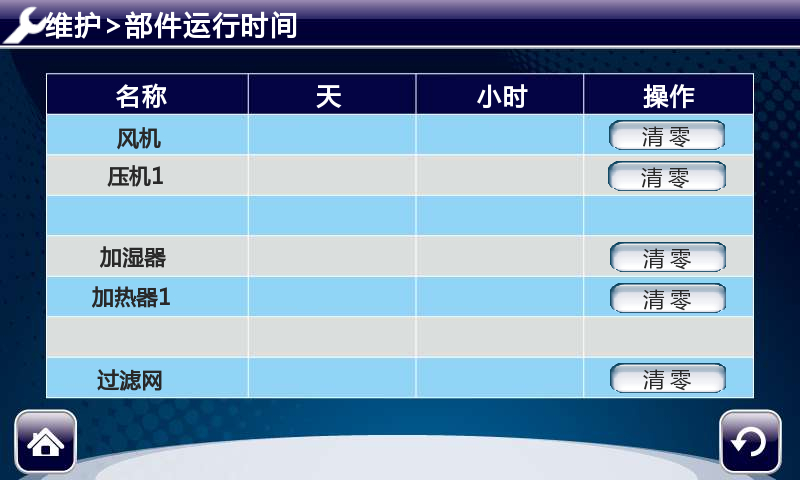 维护>部件运行时间
名称 天 小时 操作
风机 清零
压机1 清零
加湿器 清零
加热器1 清零
过滤网 清零